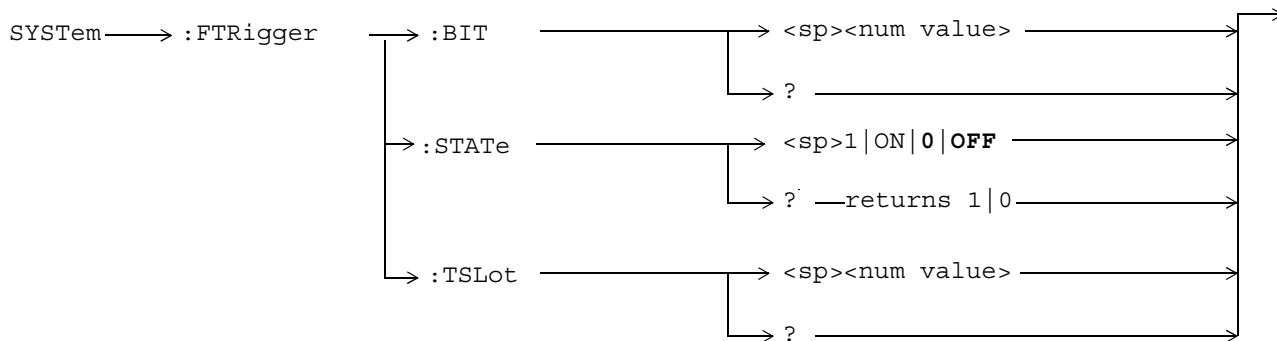 SYSTem :FTRigger :BIT <sp><num value>
?
:STATe <sp>1|ON|0|OFF
? returns 1|0
:TSLot <sp><num value>
?